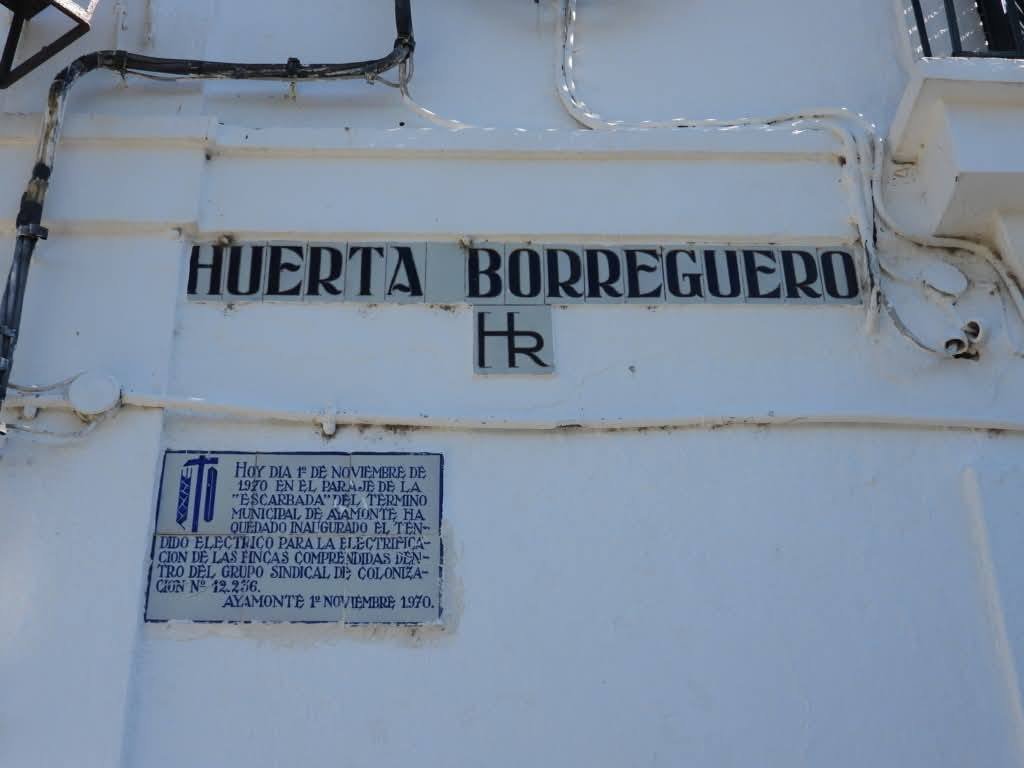 HUERTA BORREGUERO
HR
HOY DIA 1º DE NOVIEMBRE DE
1970 EN EL PARAJE DE LA
"ESCARBADA" DEL TERMINO
MUNICIPAL DE AYAMONTE HA
QUEDADO INAUGURADO EL TEN-
DIDO ELECTRICO PARA LA ELECTRIFICA-
CION DE LAS FINCAS COMPRENDIDAS DEN-
TRO DEL GRUPO SINDICAL DE COLONIZA-
CION Nº 12.236.
AYAMONTE 1º NOVIEMBRE 1.970.